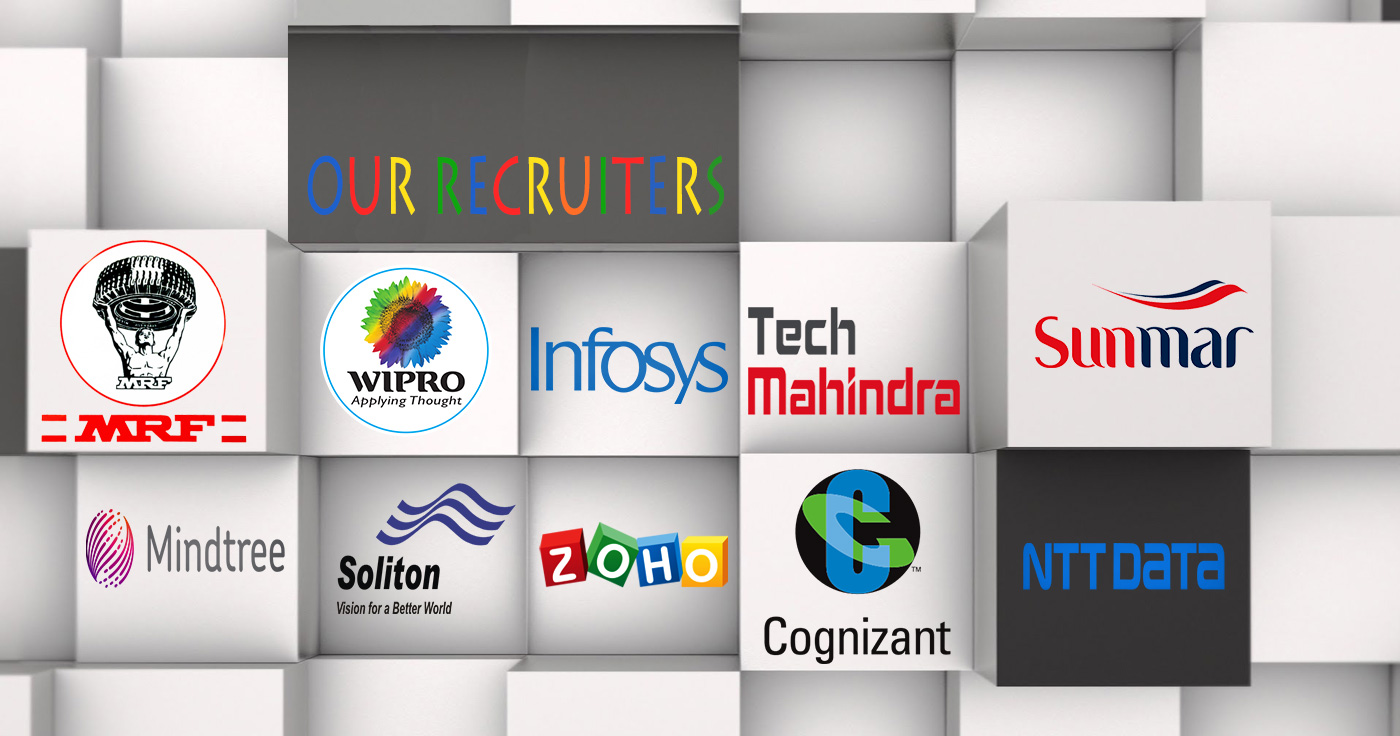 OUR RECRUITERS
MRF
MRF
WIPRO
Applying Thought
Infosys
Tech
Mahindra
Sunmar
Mindtree
Soliton
Vision for a Better World
ZOHO
TM
Cognizant
NTT DATA